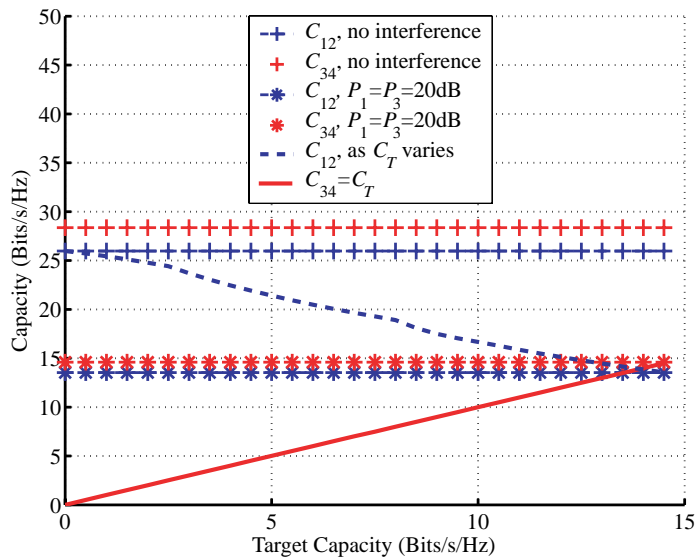 50
45
40
35
30
25
20
15
10
5
0
Capacity (Bits/s/Hz)
C12, no interference
C34, no interference
C12, P1=P3=20dB
C34, P1=P3=20dB
C12, as CT varies
C34=CT
0
5
10
15
Target Capacity (Bits/s/Hz)